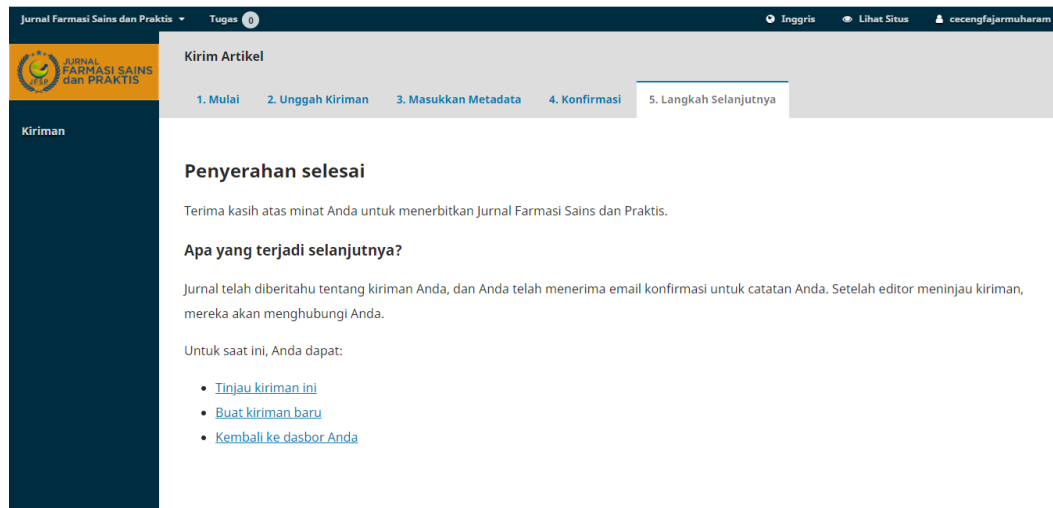 Jurnal Farmasi Sains dan Praktis Tugas 0 Inggris Lihat Situs cecengfajarmuharam
JURNAL
FARMASI SAINS
dan PRAKTIS
JFSP
Kirim Artikel
1. Mulai 2. Unggah Kiriman 3. Masukkan Metadata 4. Konfirmasi 5. Langkah Selanjutnya
Kiriman
Penyerahan selesai
Terima kasih atas minat Anda untuk menerbitkan Jurnal Farmasi Sains dan Praktis.
Apa yang terjadi selanjutnya?
Jurnal telah diberitahu tentang kiriman Anda, dan Anda telah menerima email konfirmasi untuk catatan Anda. Setelah editor meninjau kiriman,
mereka akan menghubungi Anda.
Untuk saat ini, Anda dapat:
• Tinjau kiriman ini
• Buat kiriman baru
• Kembali ke dasbor Anda